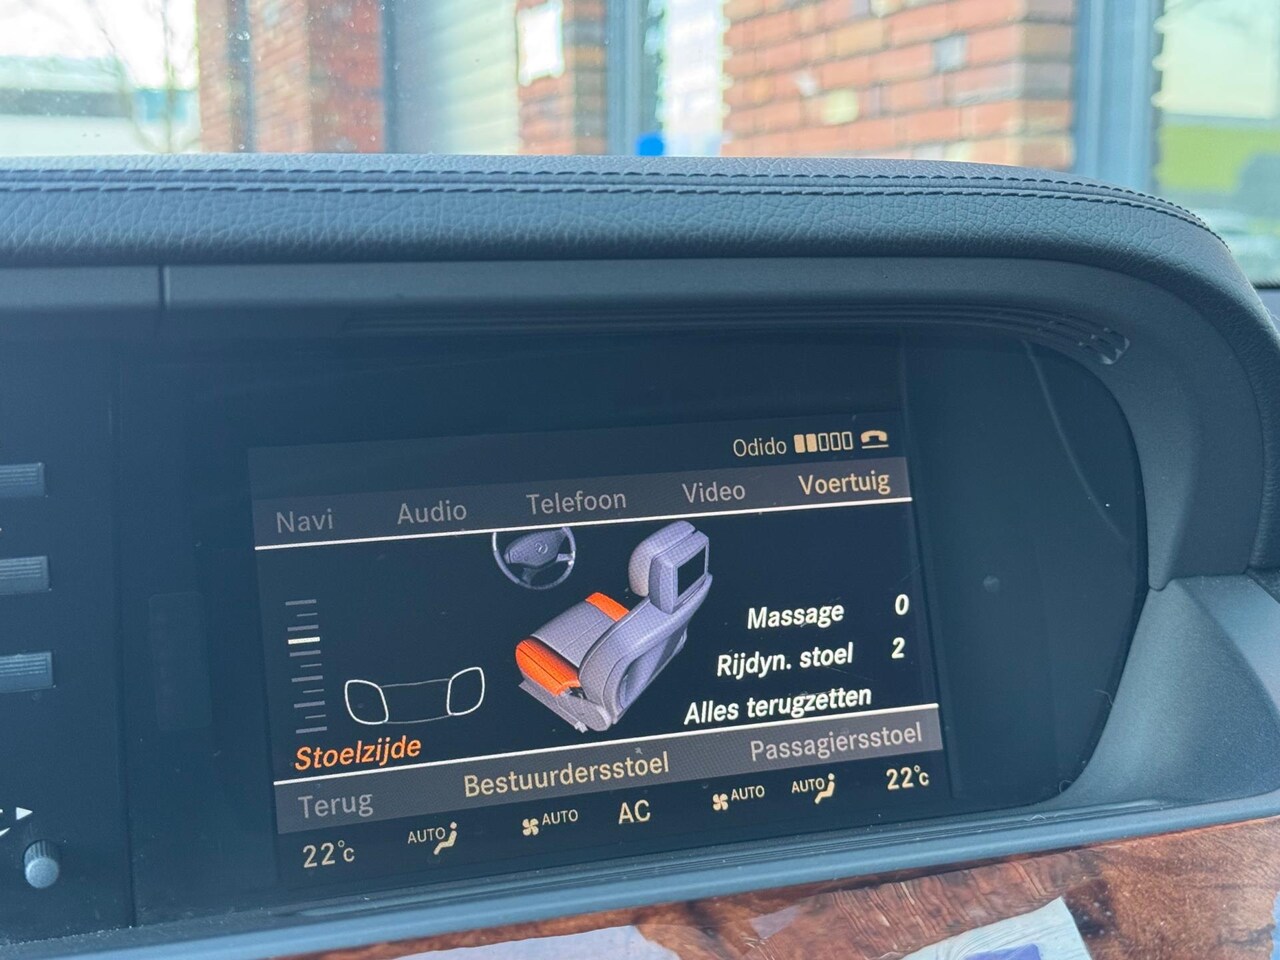 Odido
Navi Audio Telefoon Video Voertuig
Massage 0
Rijdyn. stoel 2
Alles terugzetten
Stoelzijde
Terug Bestuurdersstoel Passagiersstoel
22°C AUTO AUTO AC AUTO AUTO 22°C